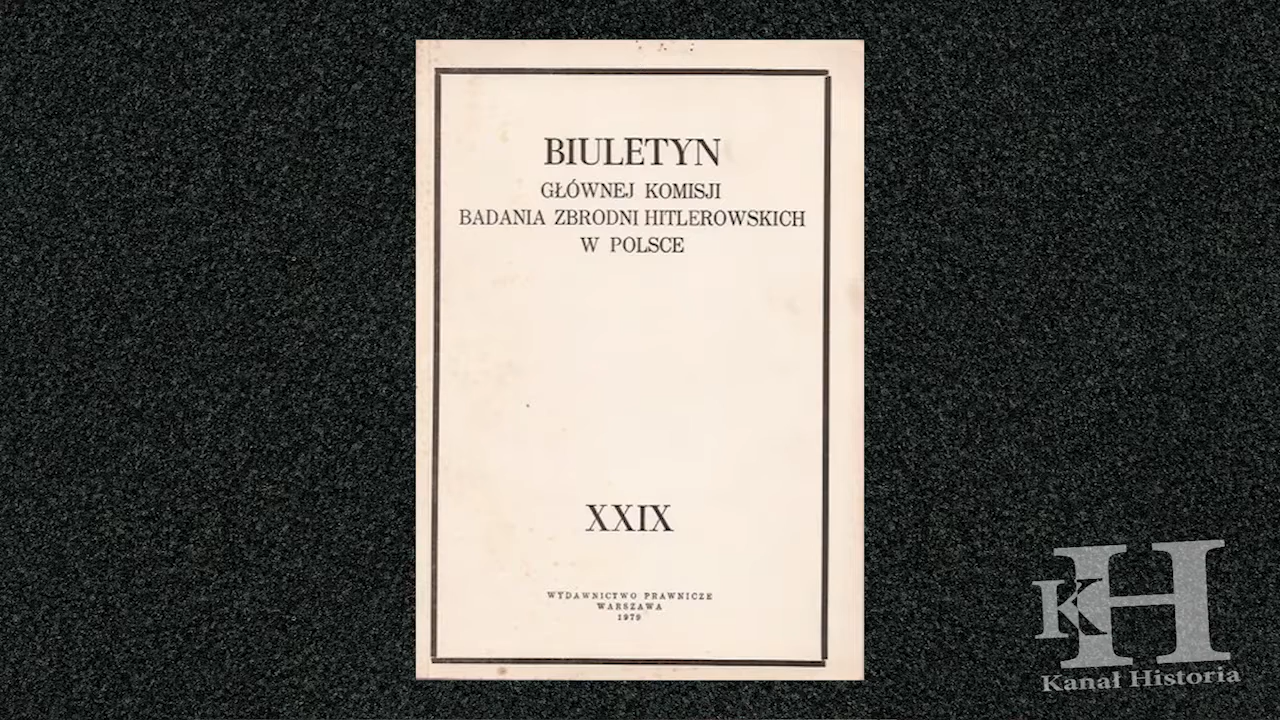 BIULETYN
GŁÓWNEJ KOMISJI
BADANIA ZBRODNI HITLEROWSKICH
W POLSCE
XXIX
WYDAWNICTWO PRAWNICZE
WARSZAWA
1979
KH
Kanał Historia